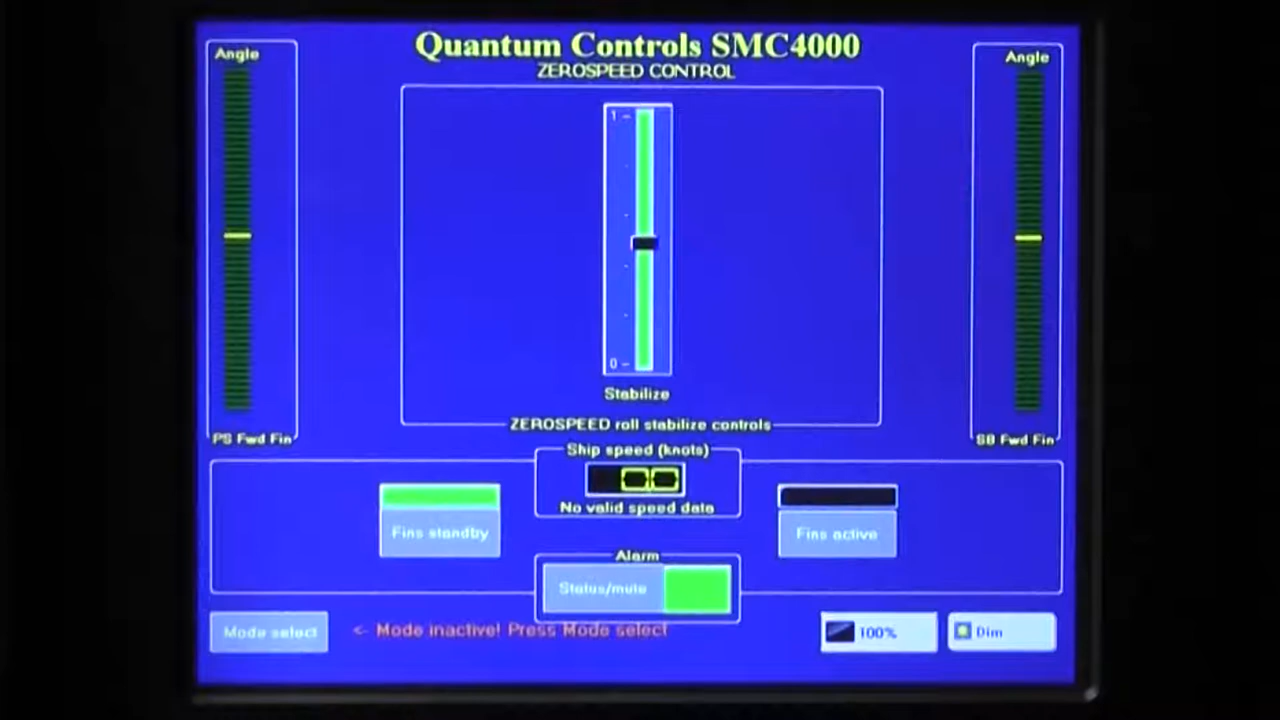 Quantum Controls SMC4000
ZEROSPEED CONTROL
Angle
Angle
1
0
Stabilize
ZEROSPEED roll stabilize controls
PS Fwd Fin
SB Fwd Fin
Ship speed (knots)
00
No valid speed data
Fins standby
Fins active
Alarm
Status/mute
Mode select
<- Mode inactive! Press Mode select
100%
Dim